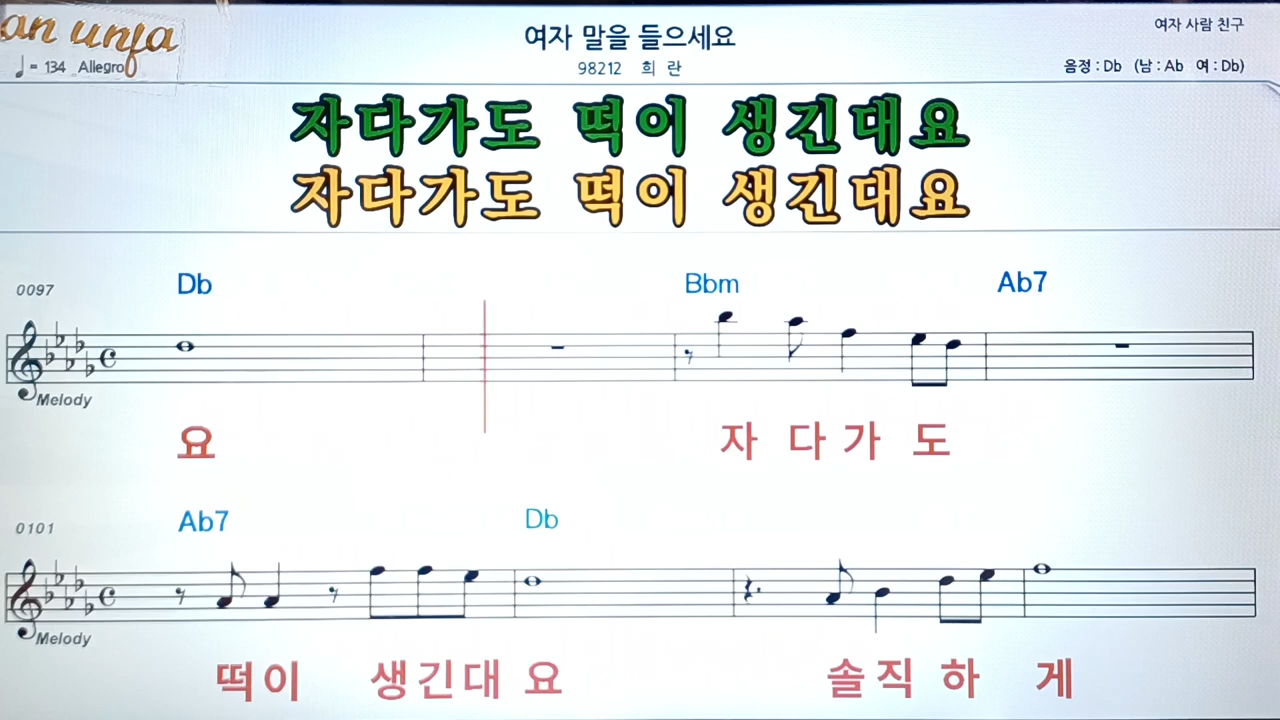 an unfa
여자 말을 들으세요
여자 사람 친구
♩= 134 Allegro
98212 희 란
음정 : Db (남 : Ab 여 : Db)
자다가도 떡이 생긴대요
자다가도 떡이 생긴대요
0097 Db Bbm Ab7
Melody
요 자 다 가 도
0101 Ab7 Db
Melody
떡 이 생 긴 대 요 솔 직 하 게